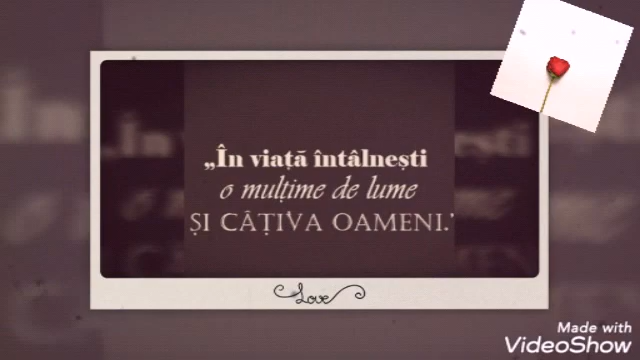 „În viață întâlnești
o mulțime de lume
ȘI CÂȚIVA OAMENI.”
Love
Made with
VideoShow